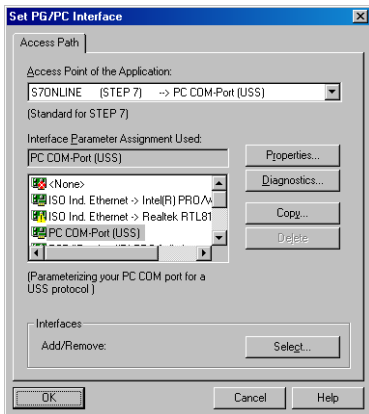 Set PG/PC Interface
Access Path
Access Point of the Application:
S7ONLINE (STEP 7) --> PC COM-Port (USS)
(Standard for STEP 7)
Interface Parameter Assignment Used:
PC COM-Port (USS)
Properties...
<None>
Diagnostics...
ISO Ind. Ethernet -> Intel(R) PRO/
ISO Ind. Ethernet -> Realtek RTL81
Copy...
PC COM-Port (USS)
Delete
(Parameterizing your PC COM port for a
USS protocol )
Interfaces
Add/Remove:
Select...
OK
Cancel
Help